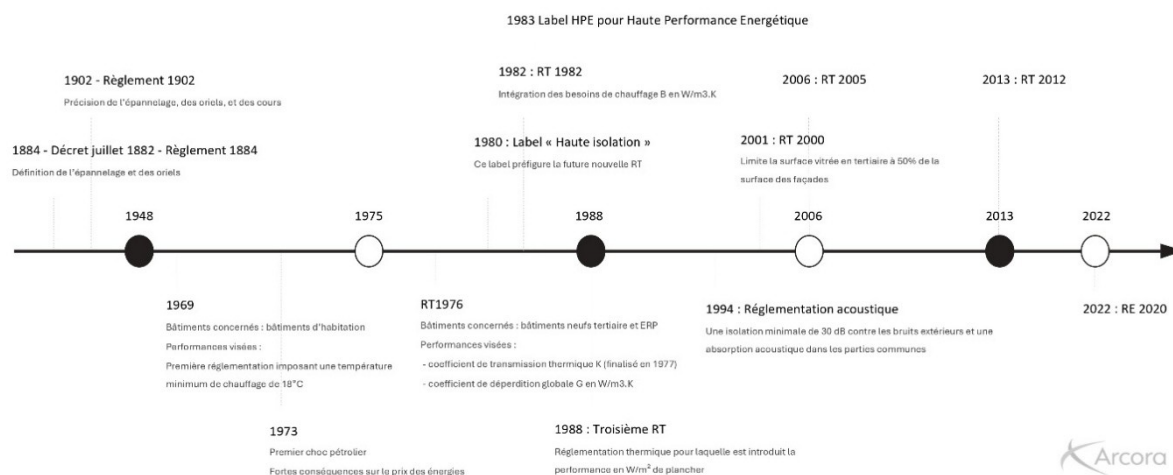 1983 Label HPE pour Haute Performance Energétique
1902 - Règlement 1902
Précision de l'épannelage, des oriels, et des cours
1982 : RT 1982
Intégration des besoins de chauffage B en W/m3.K
2006 : RT 2005
2013 : RT 2012
1884 - Décret juillet 1882 - Règlement 1884
Définition de l'épannelage et des oriels
1980 : Label « Haute isolation »
Ce label préfigure la future nouvelle RT
2001 : RT 2000
Limite la surface vitrée en tertiaire à 50% de la
surface des façades
1948
1975
1988
2006
2013
2022
1969
Bâtiments concernés : bâtiments d'habitation
Performances visées :
Première réglementation imposant une température
minimum de chauffage de 18°C
RT1976
Bâtiments concernés : bâtiments neufs tertiaire et ERP
Performances visées :
- coefficient de transmission thermique K (finalisé en 1977)
- coefficient de déperdition globale G en W/m3.K
1994 : Réglementation acoustique
Une isolation minimale de 30 dB contre les bruits extérieurs et une
absorption acoustique dans les parties communes
2022 : RE 2020
1973
Premier choc pétrolier
Fortes conséquences sur le prix des énergies
1988 : Troisième RT
Réglementation thermique pour laquelle est introduit la
performance en W/m² de plancher
Arcora